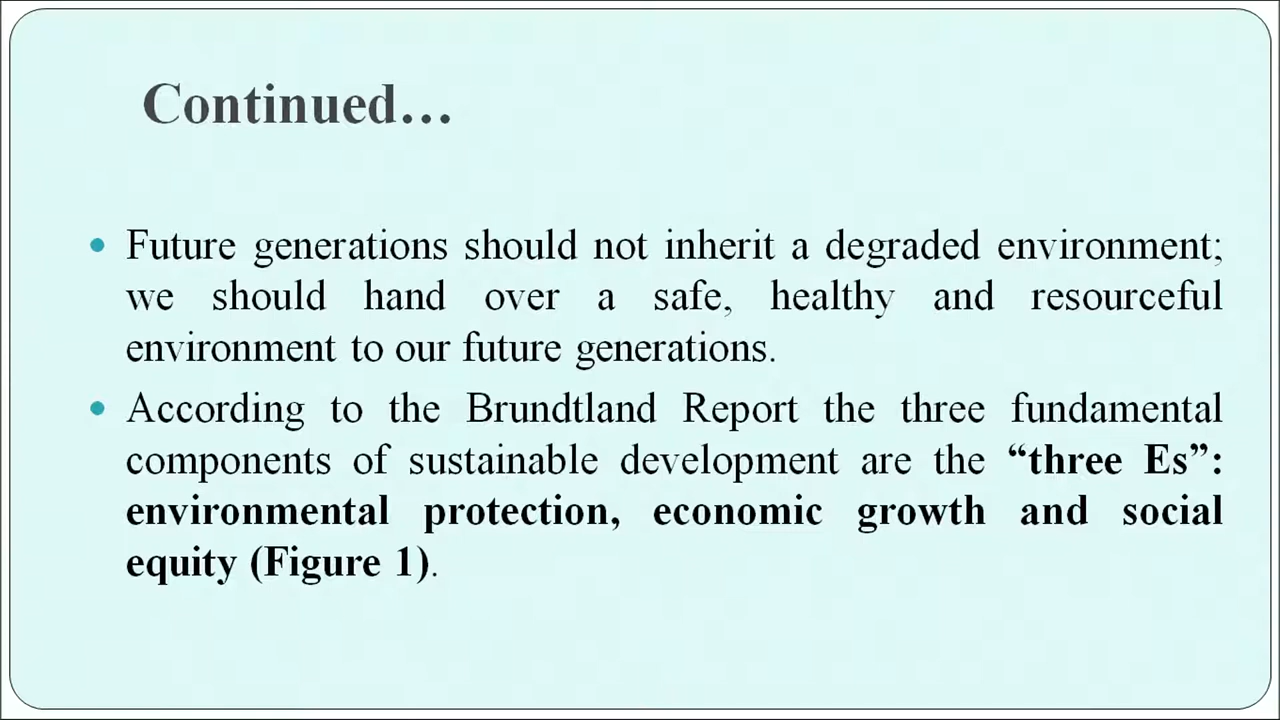 Continued…
• Future generations should not inherit a degraded environment;
we should hand over a safe, healthy and resourceful
environment to our future generations.
• According to the Brundtland Report the three fundamental
components of sustainable development are the “three Es”:
environmental protection, economic growth and social
equity (Figure 1).